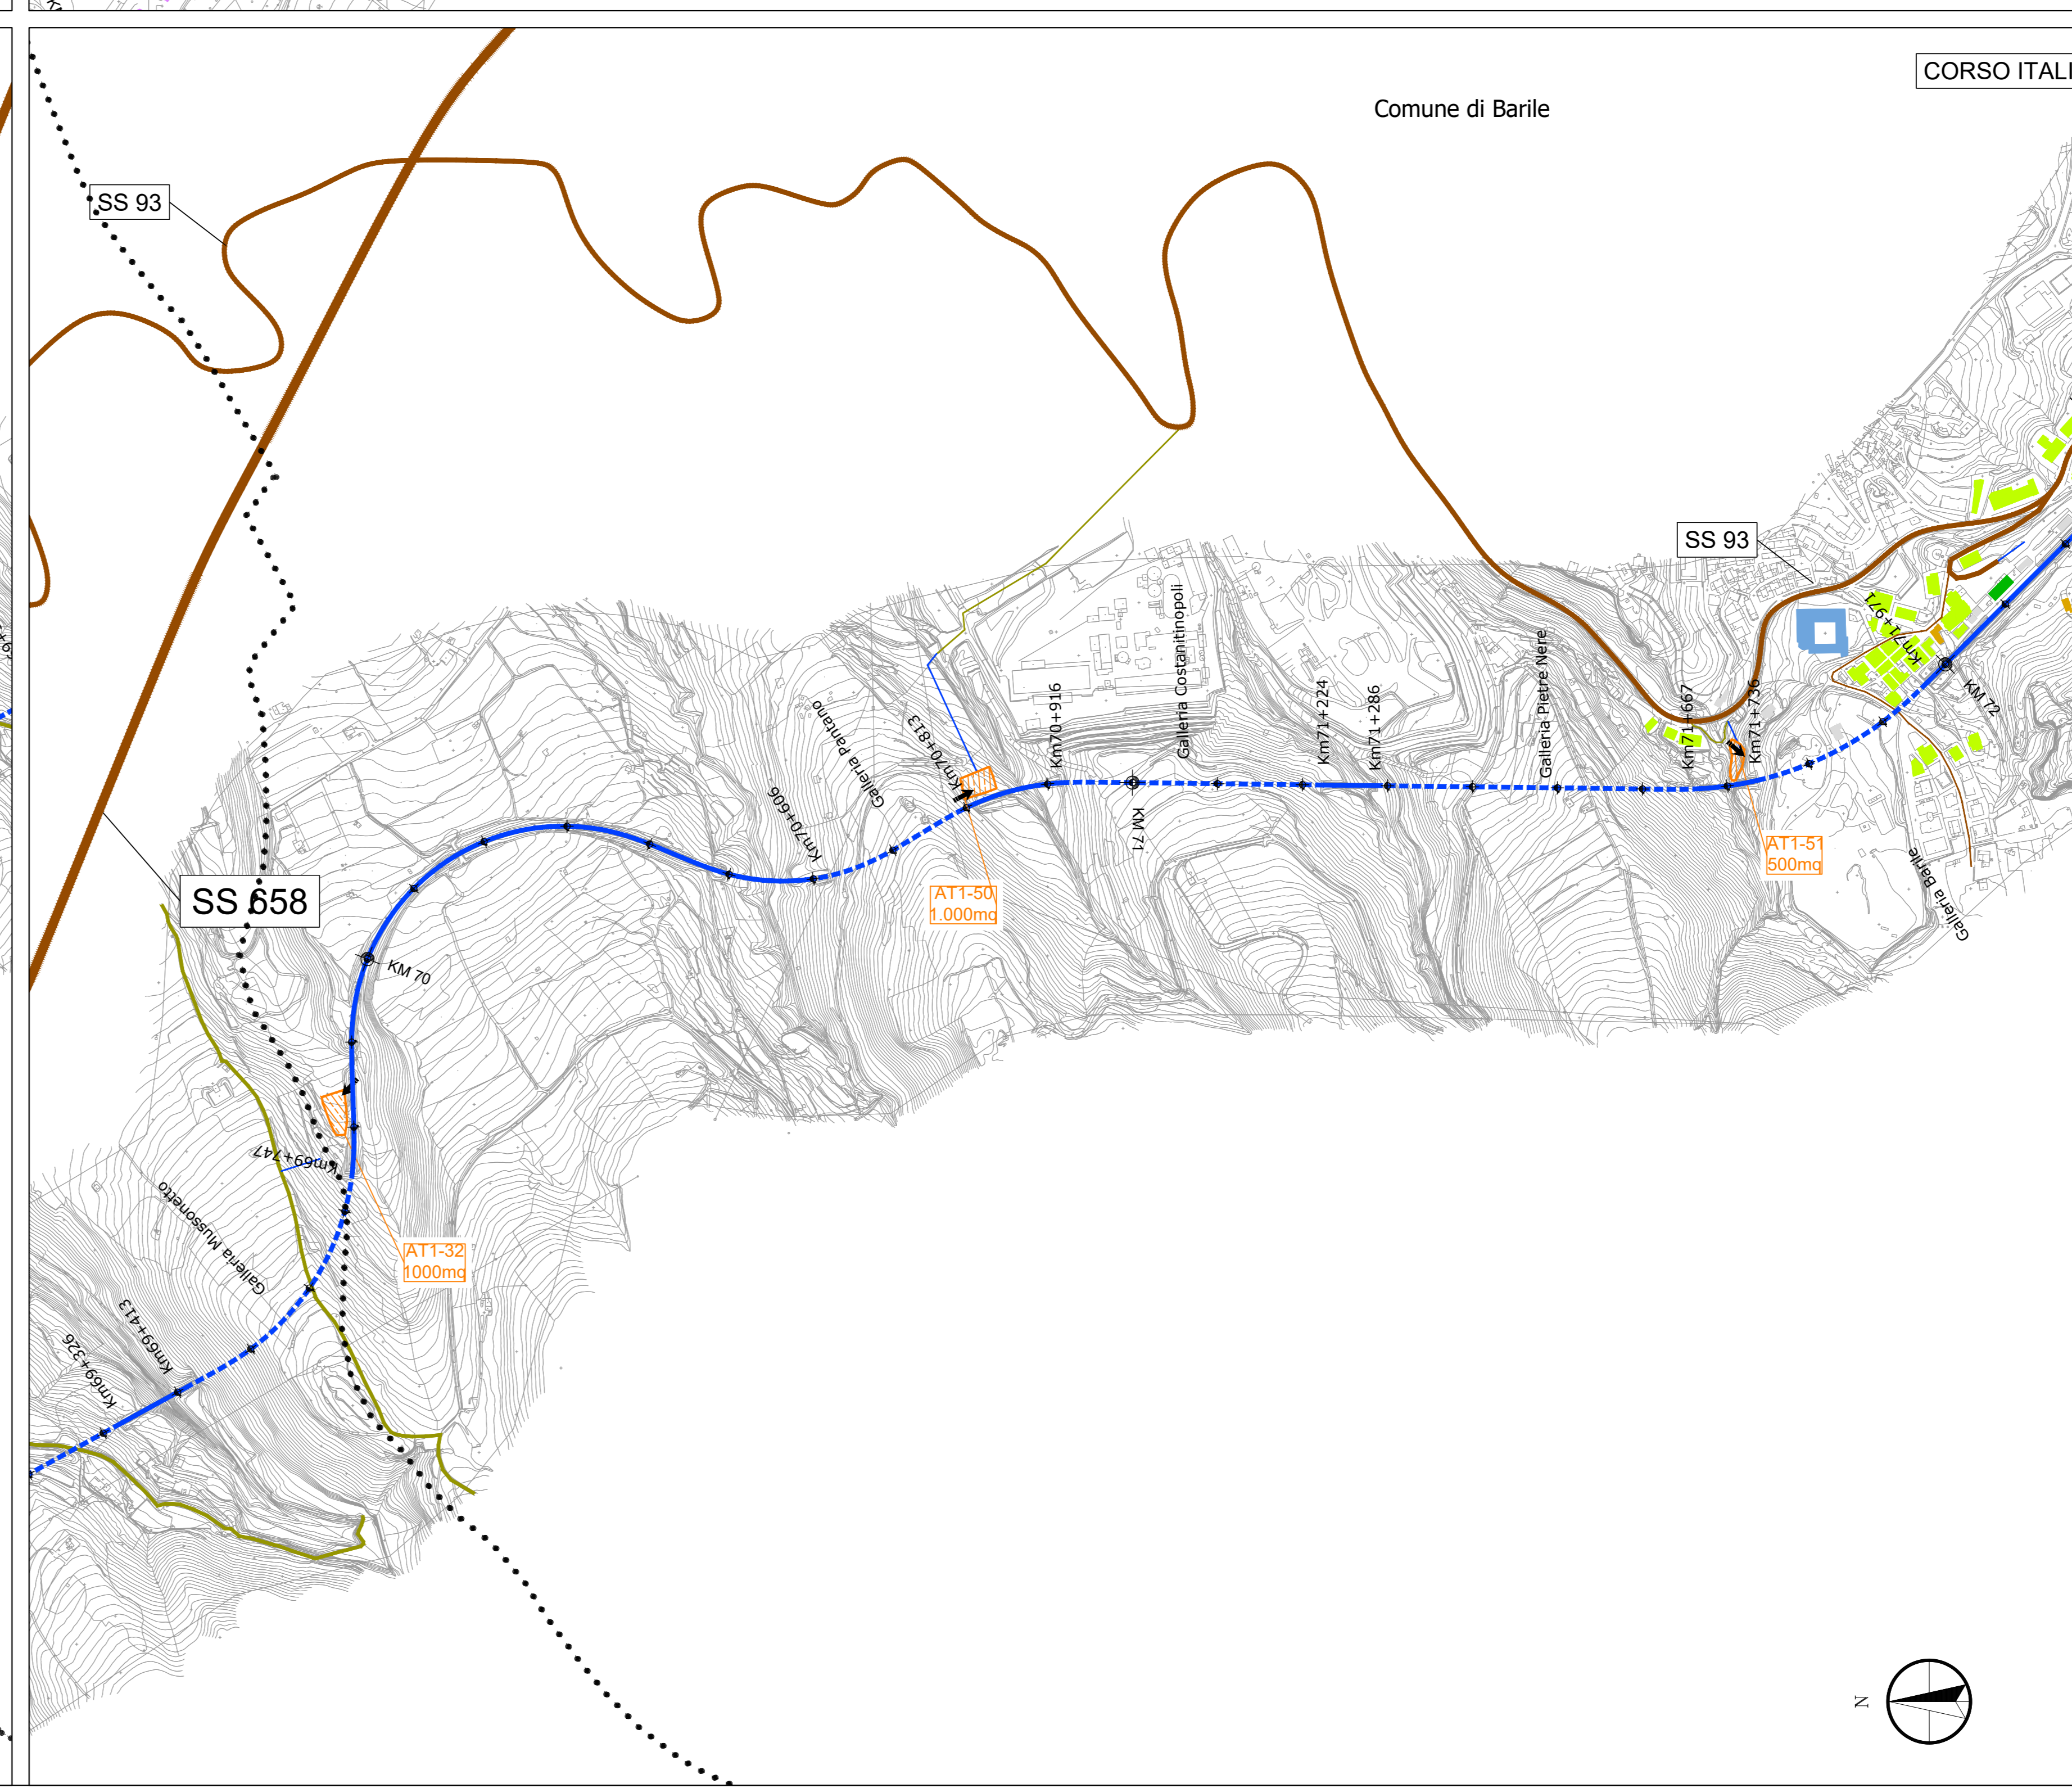 CORSO ITALI
Comune di Barile
SS 93
SS 93
Km71+971
KM 72
Galleria Costanitinopoli
Galleria Pietre Nere
Km70+916
Km71+224
Km71+286
Km71+667
Km71+736
Galleria Pantano
Km70+813
Km70+606
KM 71
AT1-50
1.000mq
AT1-51
500mq
Galleria Barile
SS 658
KM 70
Km69+747
Galleria Mussonetto
AT1-32
1000mq
Km69+413
Km69+326
N